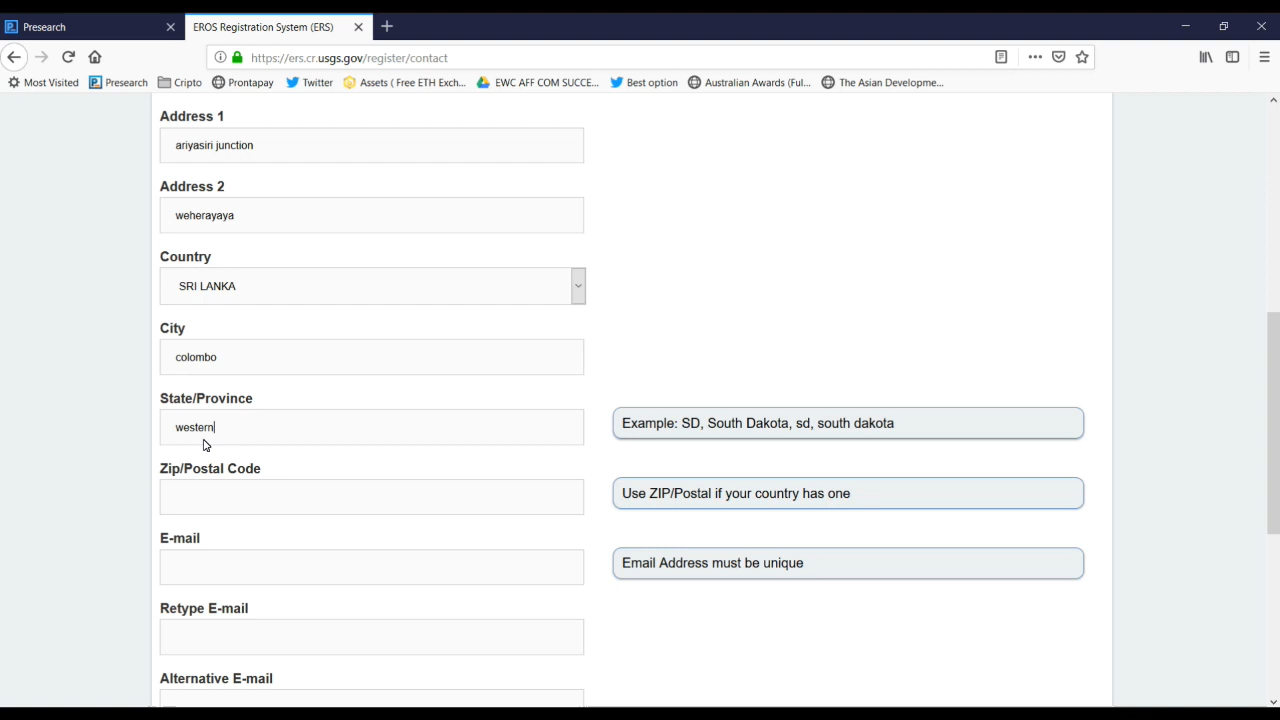 Presearch
EROS Registration System (ERS)
https://ers.cr.usgs.gov/register/contact
Most Visited Presearch Cripto Prontapay Twitter Assets ( Free ETH Exch... EWC AFF COM SUCCE... Best option Australian Awards (Ful... The Asian Developme...
Address 1
ariyasiri junction
Address 2
weherayaya
Country
SRI LANKA
City
colombo
State/Province
western
Example: SD, South Dakota, sd, south dakota
Zip/Postal Code
Use ZIP/Postal if your country has one
E-mail
Email Address must be unique
Retype E-mail
Alternative E-mail